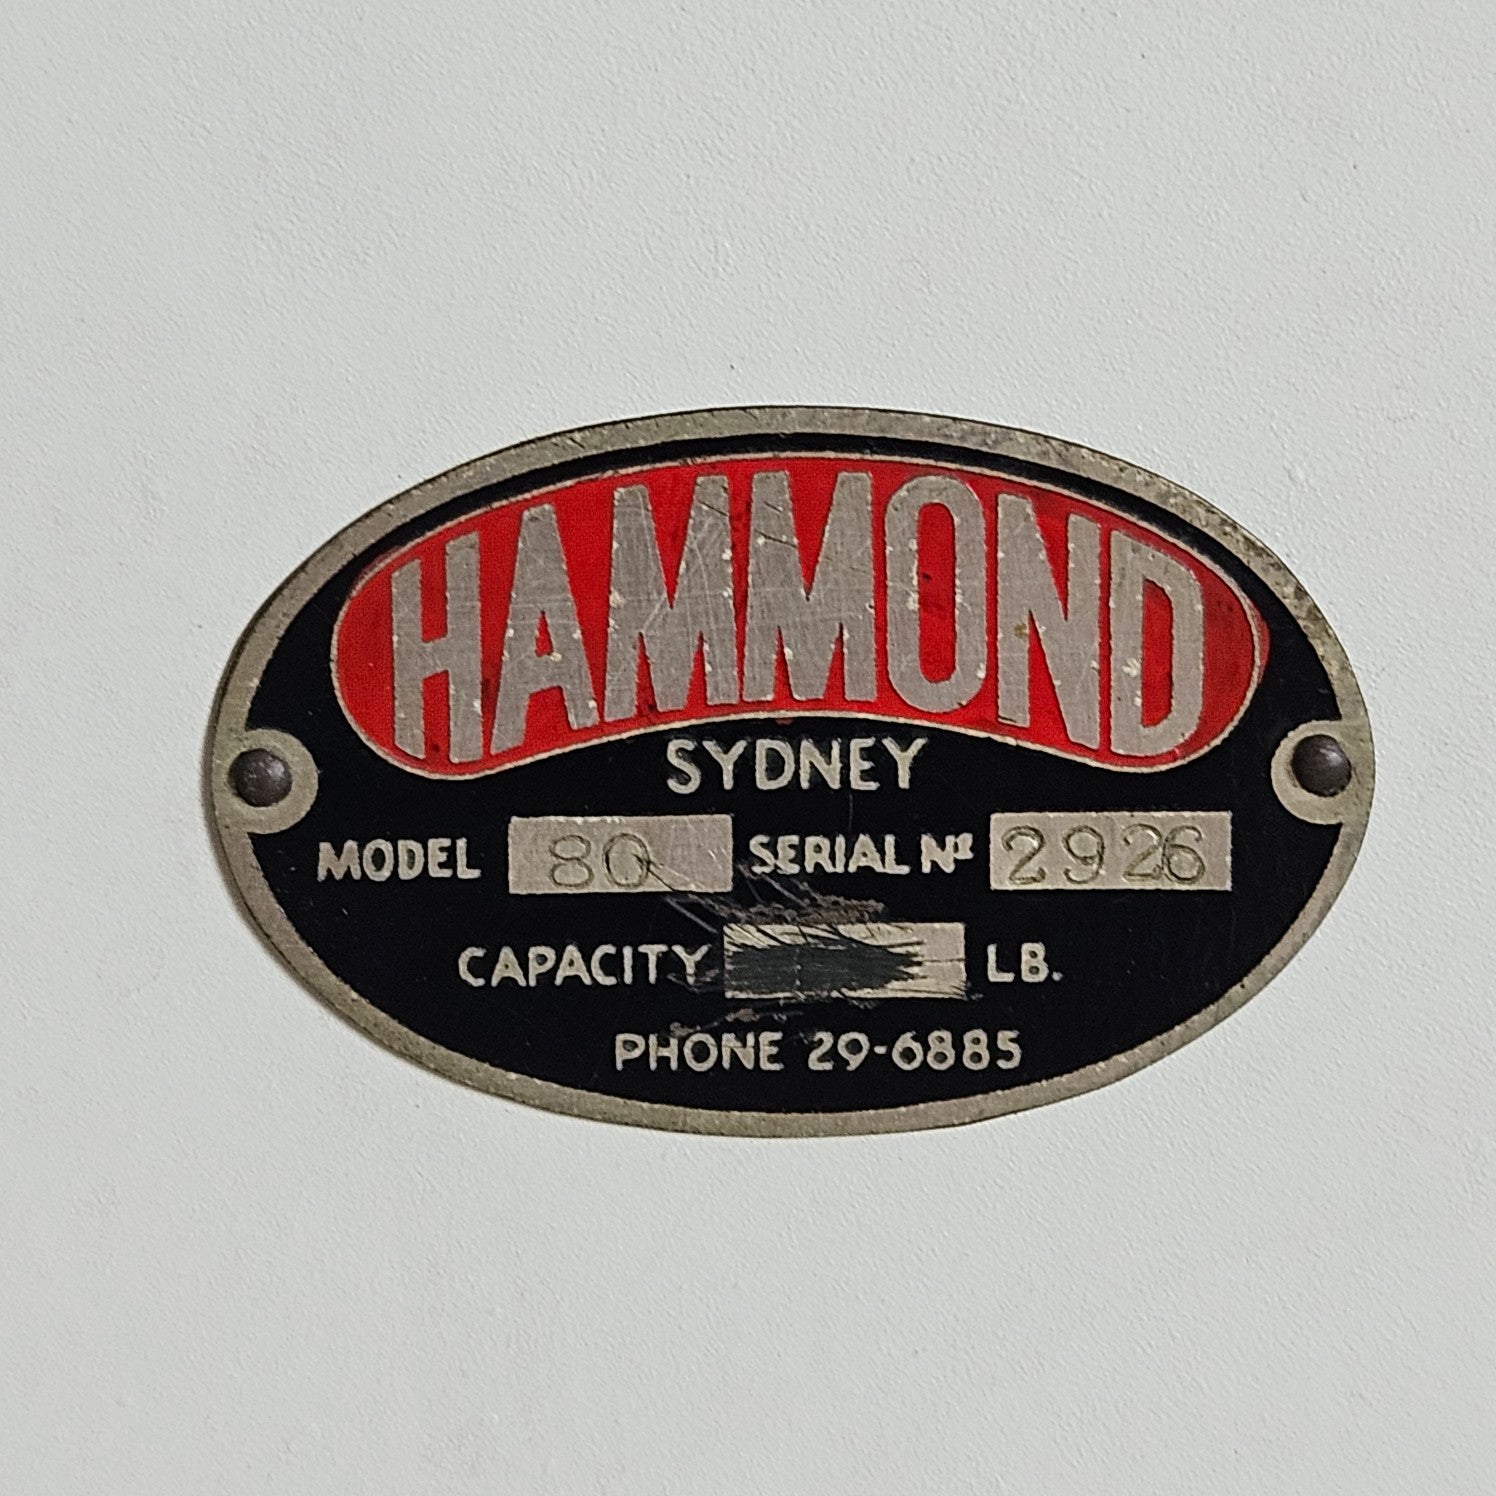 HAMMOND
SYDNEY
MODEL 80 SERIAL Nº 2926
CAPACITY LB.
PHONE 29-6885